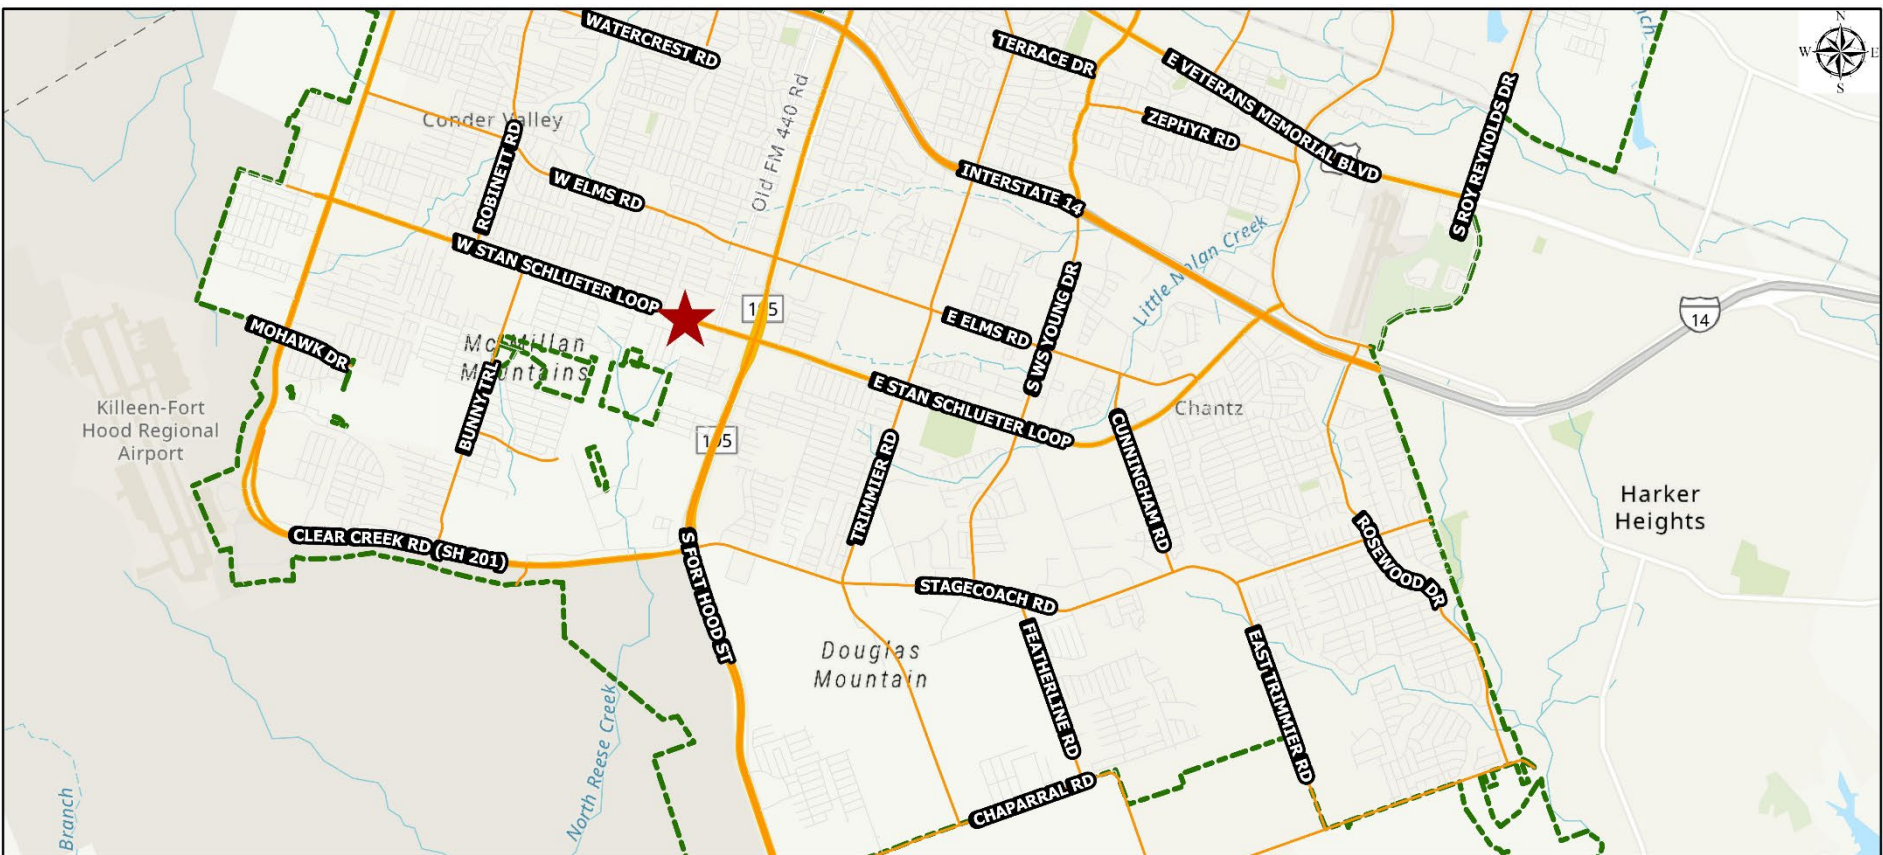 WATERCREST RD
TERRACE DR
N
W
E
S
E VETERANS MEMORIAL BLVD
ZEPHYR RD
S ROY REYNOLDS DR
Conder Valley
ROBINETT RD
Old FM 440 Rd
W ELMS RD
INTERSTATE 14
W STAN SCHLUETER LOOP
Little Nolan Creek
S WS YOUNG DR
195
14
MOHAWK DR
McMillan
Mountains
E ELMS RD
BUNNY TRL
E STAN SCHLUETER LOOP
Chantz
Killeen-Fort
Hood Regional
Airport
195
CUNNINGHAM RD
TRIMMIER RD
Harker
Heights
CLEAR CREEK RD (SH 201)
S FORT HOOD ST
ROSEWOOD DR
STAGECOACH RD
Douglas
Mountain
FEATHERLINE RD
EAST TRIMMIER RD
North Reese Creek
CHAPARRAL RD
Branch